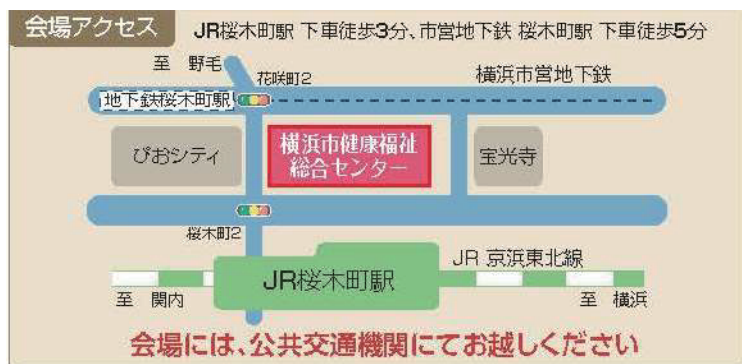 会場アクセス
JR桜木町駅 下車徒歩3分、市営地下鉄 桜木町駅 下車徒歩5分
至 野毛
花咲町2
横浜市営地下鉄
地下鉄桜木町駅
ぴおシティ
横浜市健康福祉
総合センター
宝光寺
桜木町2
JR桜木町駅
JR 京浜東北線
至 関内
至 横浜
会場には、公共交通機関にてお越しください